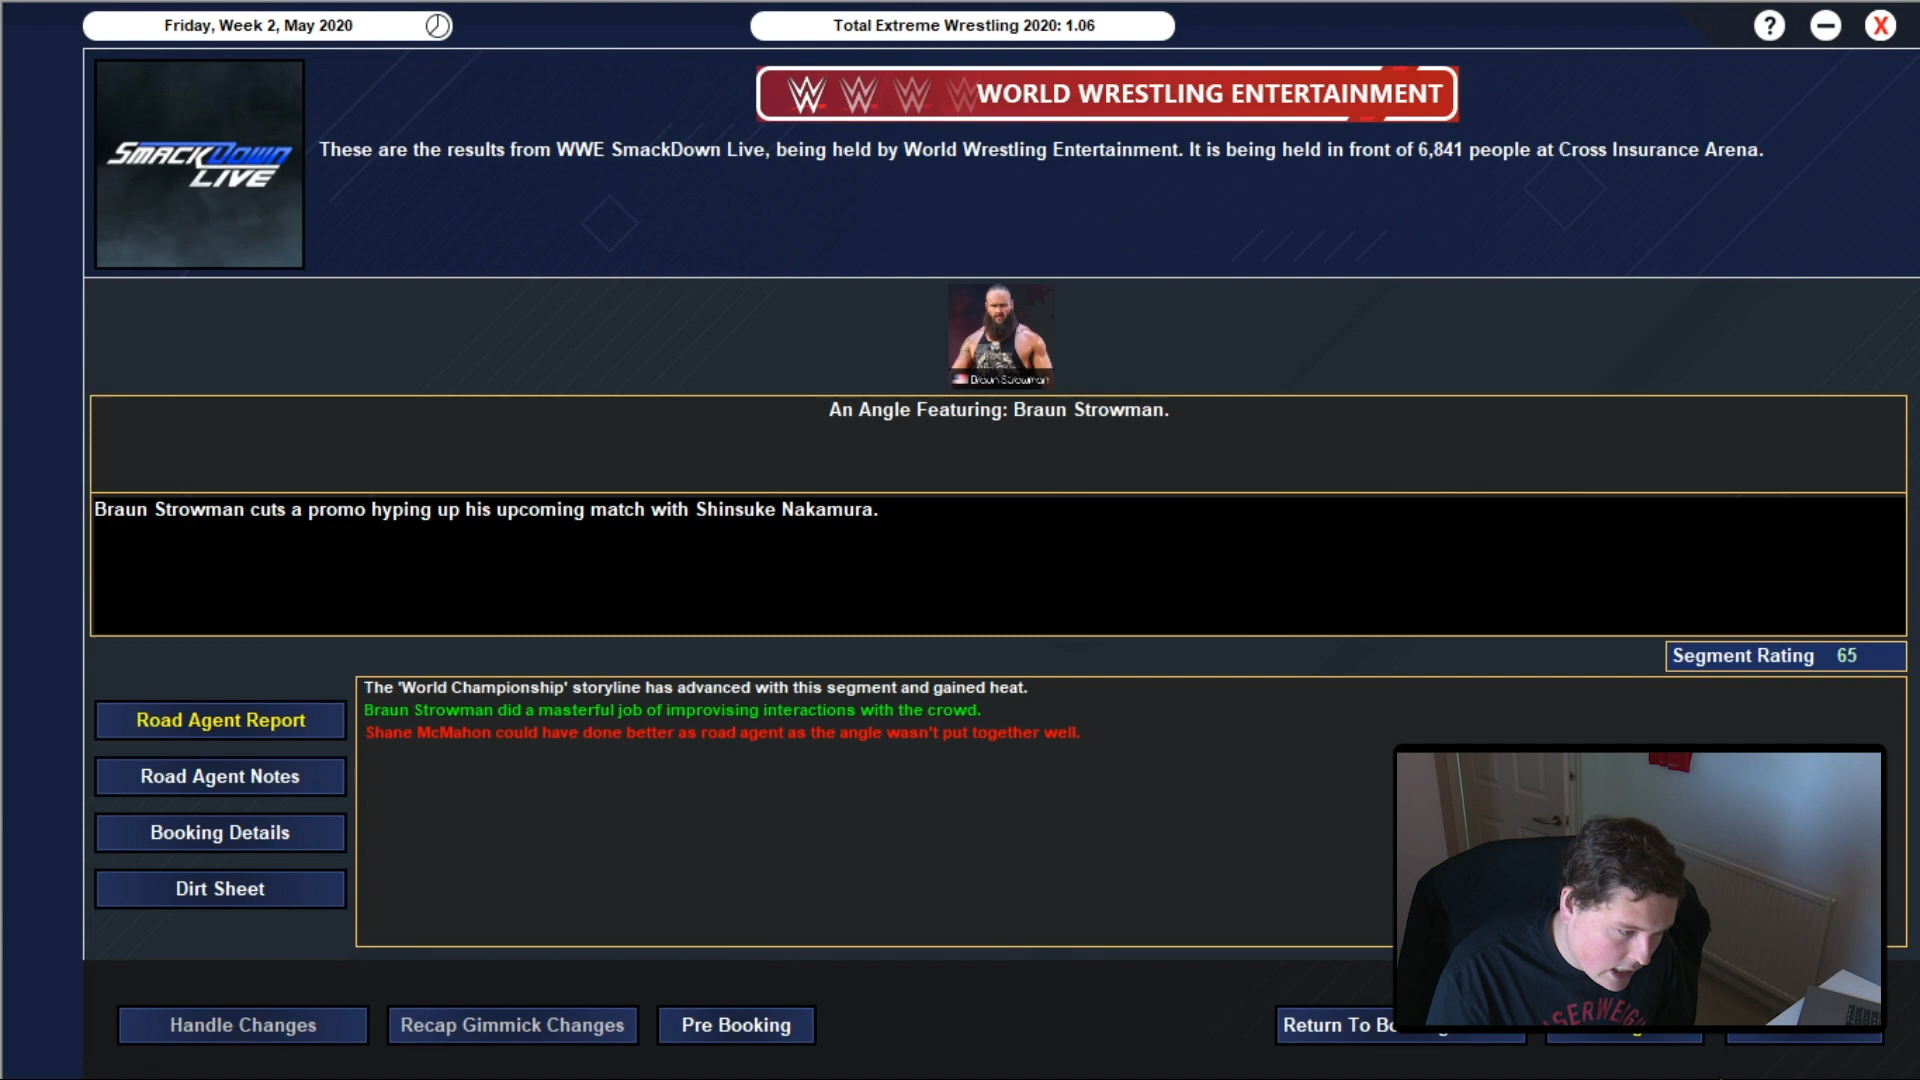 Friday, Week 2, May 2020
Total Extreme Wrestling 2020: 1.06
?
X
WORLD WRESTLING ENTERTAINMENT
SMACKDOWN
LIVE
These are the results from WWE SmackDown Live, being held by World Wrestling Entertainment. It is being held in front of 6,841 people at Cross Insurance Arena.
Braun Strowman
An Angle Featuring: Braun Strowman.
Braun Strowman cuts a promo hyping up his upcoming match with Shinsuke Nakamura.
Segment Rating 65
The 'World Championship' storyline has advanced with this segment and gained heat.
Braun Strowman did a masterful job of improvising interactions with the crowd.
Shane McMahon could have done better as road agent as the angle wasn't put together well.
Road Agent Report
Road Agent Notes
Booking Details
Dirt Sheet
Handle Changes
Recap Gimmick Changes
Pre Booking
Return To